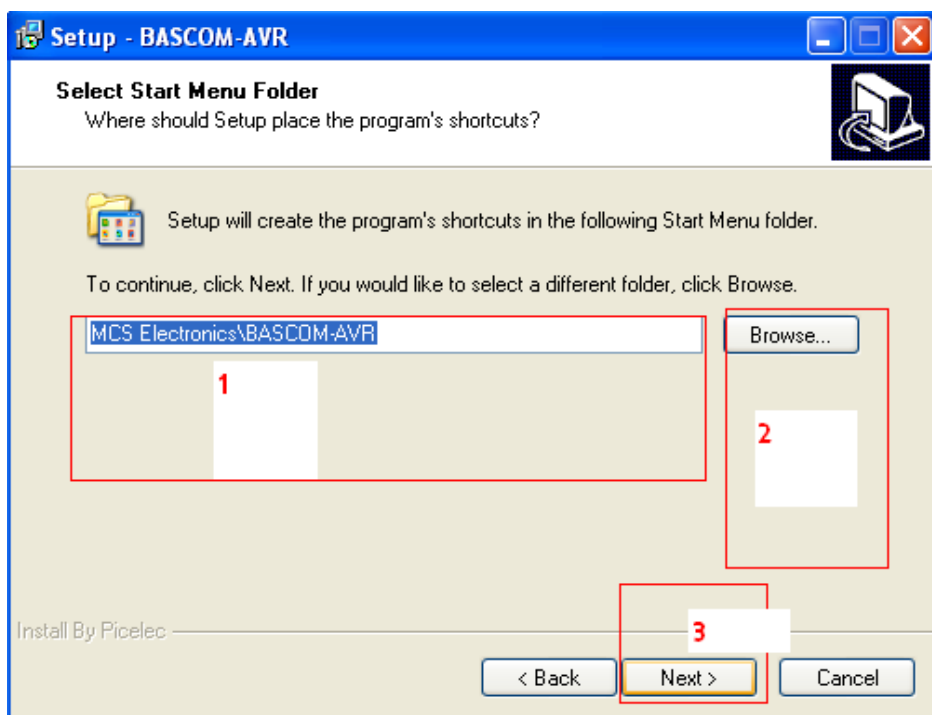 Setup - BASCOM-AVR
Select Start Menu Folder
Where should Setup place the program's shortcuts?
Setup will create the program's shortcuts in the following Start Menu folder.
To continue, click Next. If you would like to select a different folder, click Browse.
MCS Electronics\BASCOM-AVR
Browse...
1
2
Install By Picelec
3
< Back
Next >
Cancel